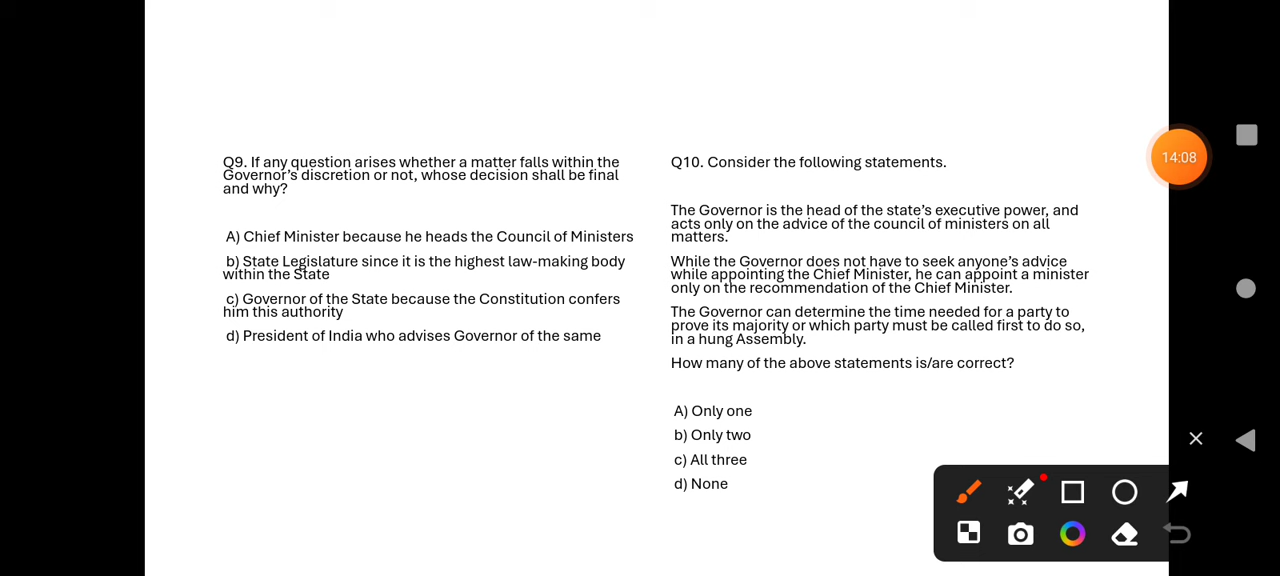 Q9. If any question arises whether a matter falls within the
Governor’s discretion or not, whose decision shall be final
and why?
A) Chief Minister because he heads the Council of Ministers
b) State Legislature since it is the highest law-making body
within the State
c) Governor of the State because the Constitution confers
him this authority
d) President of India who advises Governor of the same
Q10. Consider the following statements.
The Governor is the head of the state’s executive power, and
acts only on the advice of the council of ministers on all
matters.
While the Governor does not have to seek anyone’s advice
while appointing the Chief Minister, he can appoint a minister
only on the recommendation of the Chief Minister.
The Governor can determine the time needed for a party to
prove its majority or which party must be called first to do so,
in a hung Assembly.
How many of the above statements is/are correct?
A) Only one
b) Only two
c) All three
d) None
14:08